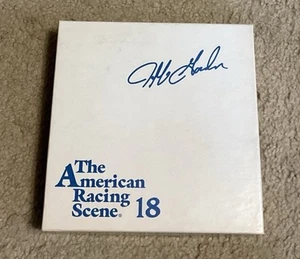 The
American
Racing
Scene® 18